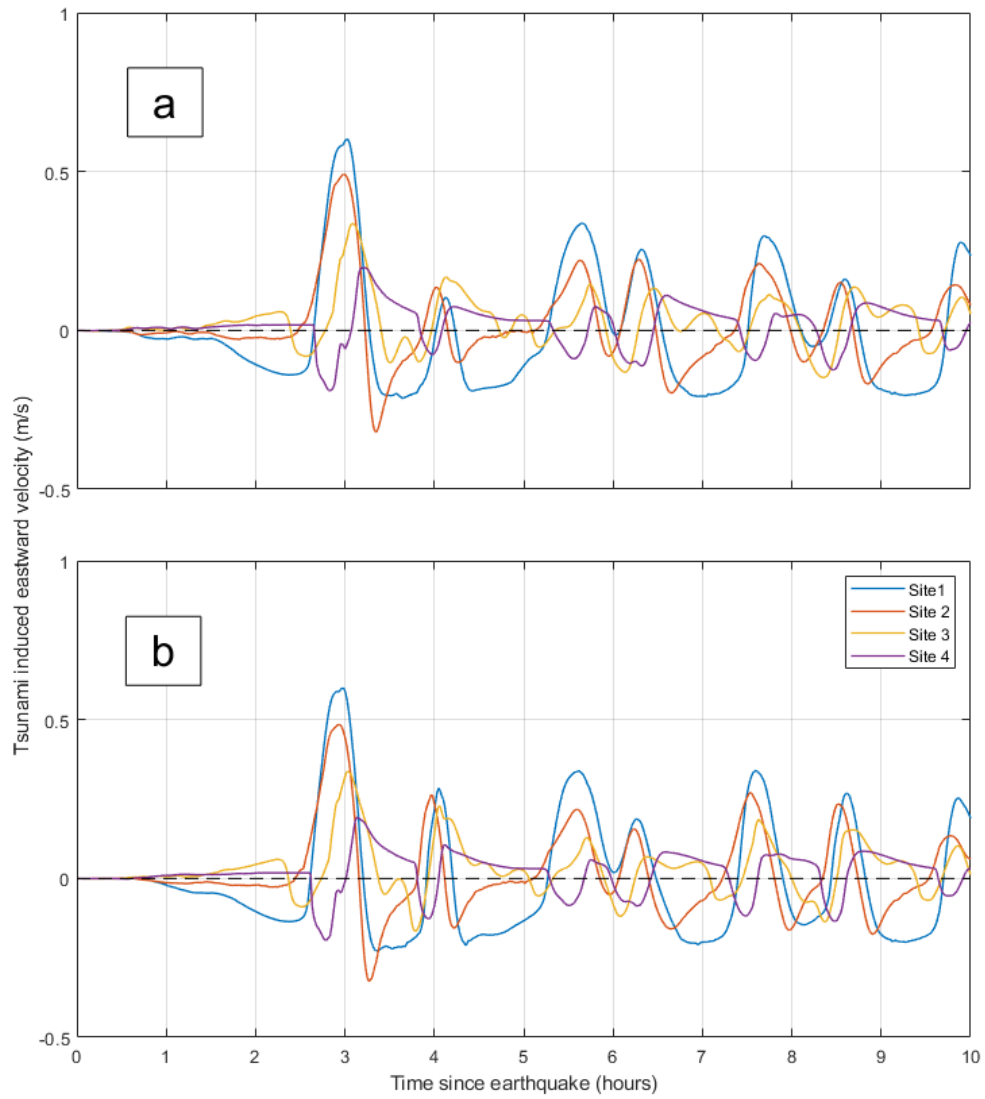 1
a
0.5
0
-0.5
Tsunami induced eastward velocity (m/s)
1
Site1
Site 2
b
Site 3
Site 4
0.5
0
-0.5
0 1 2 3 4 5 6 7 8 9 10
Time since earthquake (hours)